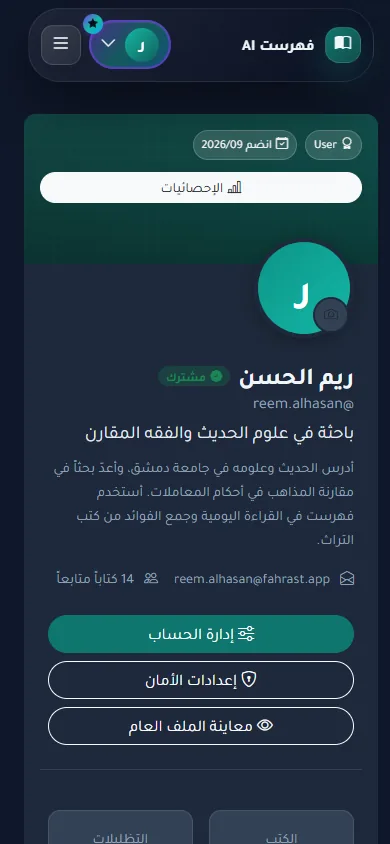 فهرست AI
ر
User
انضم 2026/09
الإحصائيات
ر
ريم الحسن
مشترك
@reem.alhasan
باحثة في علوم الحديث والفقه المقارن
أدرس الحديث وعلومه في جامعة دمشق، وأعدّ بحثاً في
مقارنة المذاهب في أحكام المعاملات. أستخدم
فهرست في القراءة اليومية وجمع الفوائد من كتب
التراث.
reem.alhasan@fahrast.app
14 كتاباً متابعاً
إدارة الحساب
إعدادات الأمان
معاينة الملف العام
الكتب
التظليلات